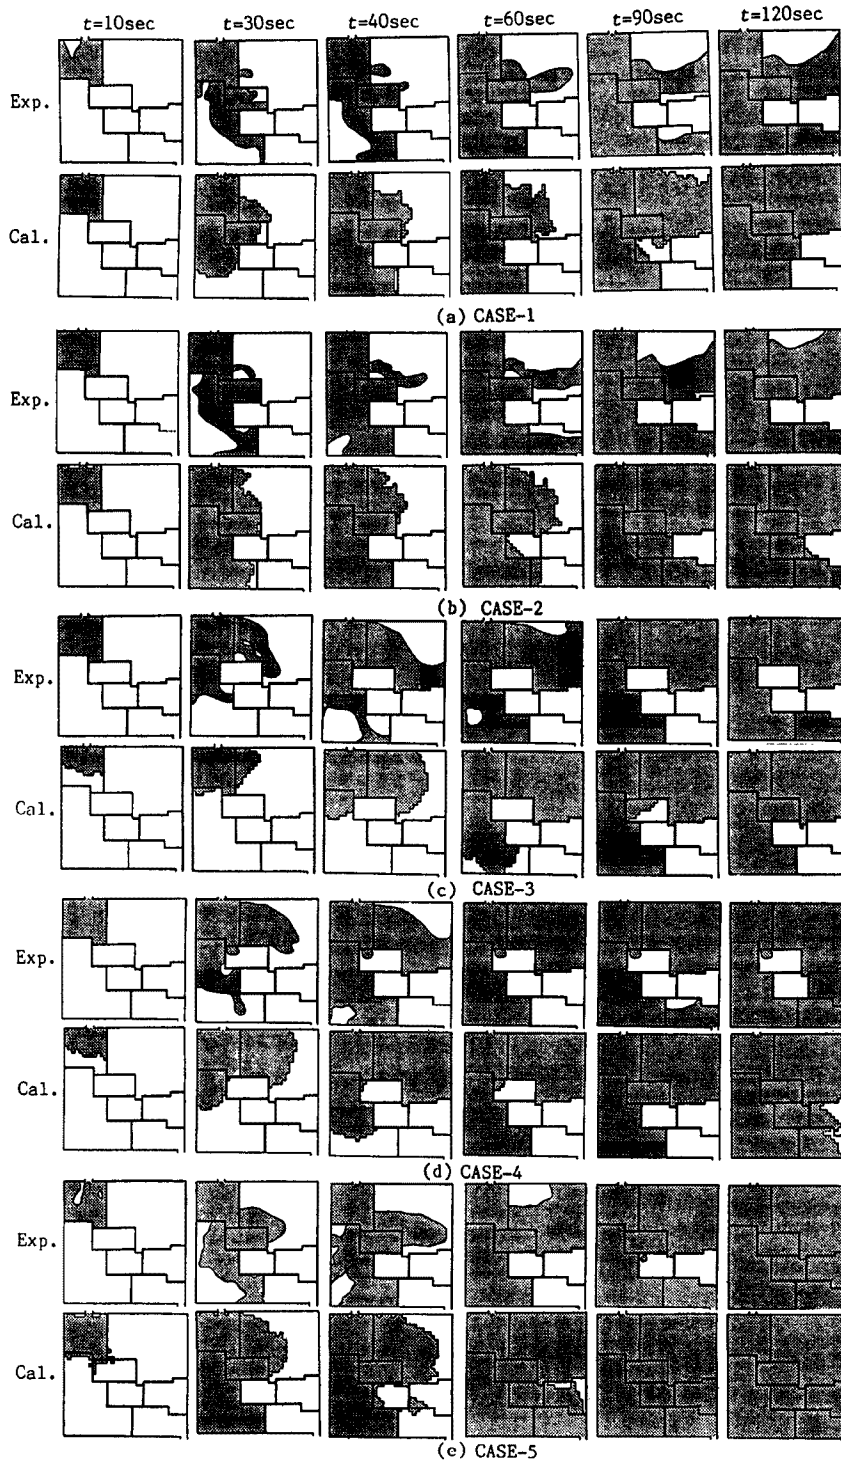 t=10sec t=30sec t=40sec t=60sec t=90sec t=120sec
Exp.
Cal.
(a) CASE-1
Exp.
Cal.
(b) CASE-2
Exp.
Cal.
(c) CASE-3
Exp.
Cal.
(d) CASE-4
Exp.
Cal.
(e) CASE-5